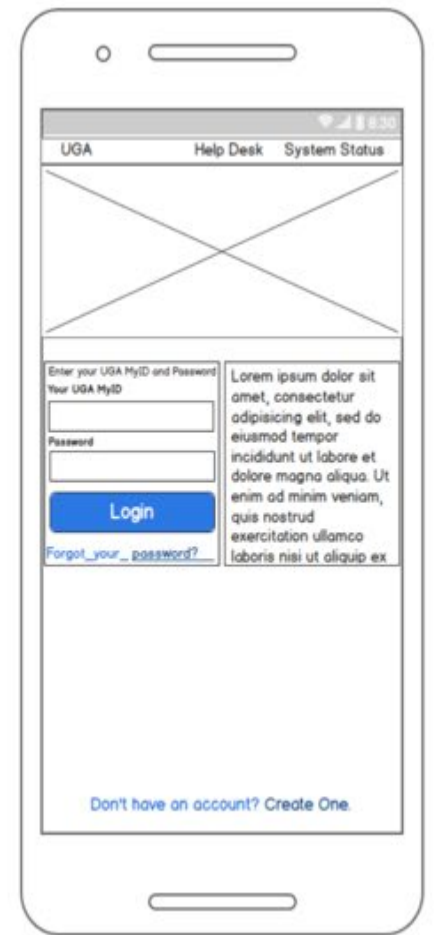 8:30
UGA Help Desk System Status
Enter your UGA MyID and Password
Your UGA MyID
Password
Login
Forgot_your_ password?
Lorem ipsum dolor sit
amet, consectetur
adipisicing elit, sed do
eiusmod tempor
incididunt ut labore et
dolore magna aliqua. Ut
enim ad minim veniam,
quis nostrud
exercitation ullamco
laboris nisi ut aliquip ex
Don't have an account? Create One.